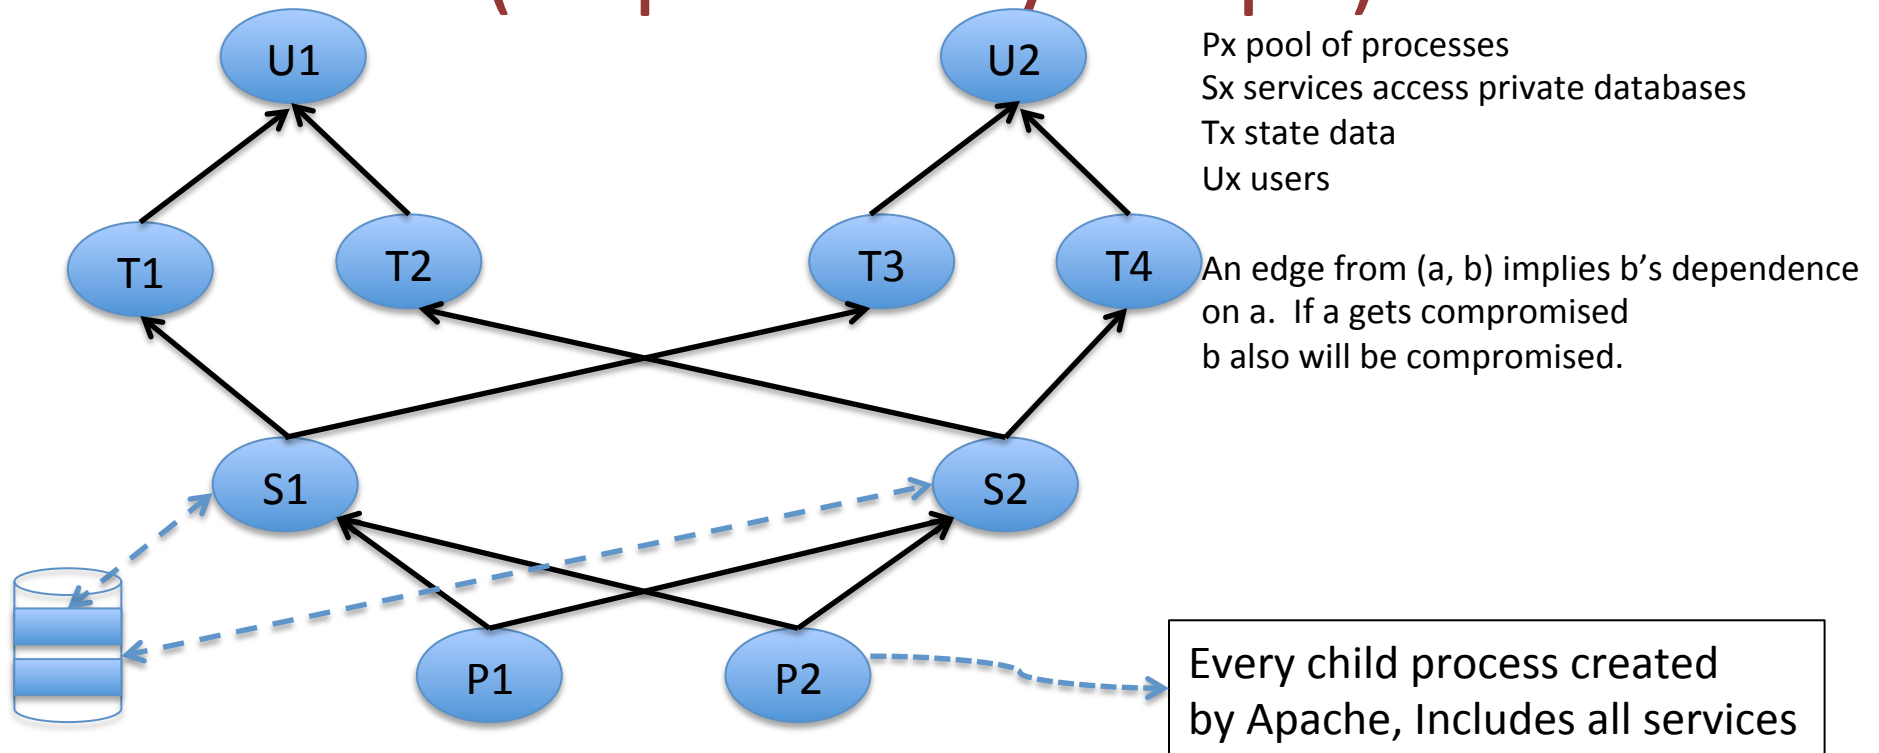 U1
U2
Px pool of processes
Sx services access private databases
Tx state data
Ux users
T1
T2
T3
T4
An edge from (a, b) implies b’s dependence
on a.  If a gets compromised
b also will be compromised.
S1
S2
P1
P2
Every child process created
by Apache, Includes all services